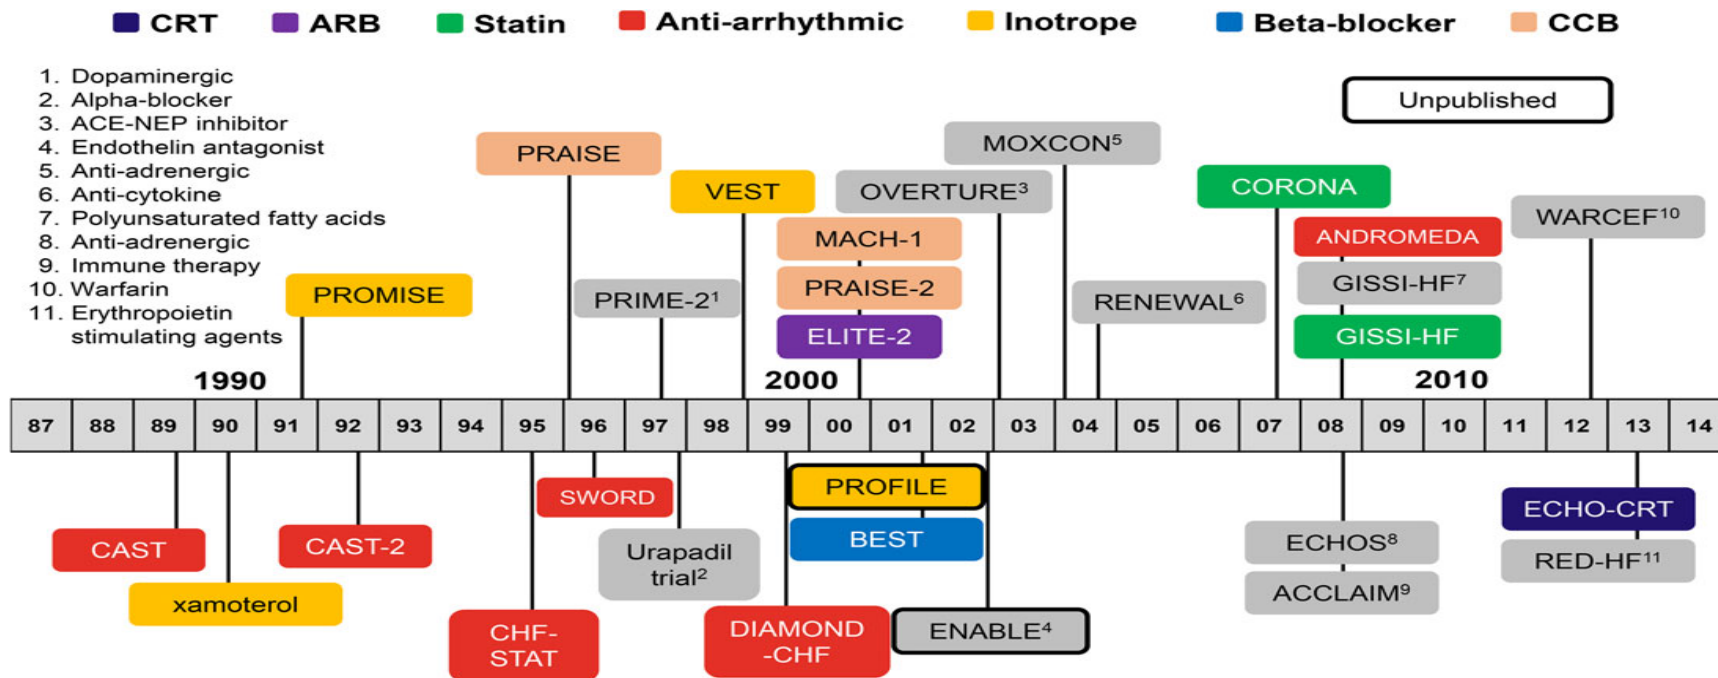 CRT ARB Statin Anti-arrhythmic Inotrope Beta-blocker CCB
1. Dopaminergic
2. Alpha-blocker
3. ACE-NEP inhibitor
4. Endothelin antagonist
5. Anti-adrenergic
6. Anti-cytokine
7. Polyunsaturated fatty acids
8. Anti-adrenergic
9. Immune therapy
10. Warfarin
11. Erythropoietin
stimulating agents
Unpublished
PRAISE
MOXCON⁵
VEST
OVERTURE³
CORONA
WARCEF¹⁰
MACH-1
ANDROMEDA
PROMISE
PRIME-2¹
PRAISE-2
RENEWAL⁶
GISSI-HF⁷
ELITE-2
GISSI-HF
1990 2000 2010
87 88 89 90 91 92 93 94 95 96 97 98 99 00 01 02 03 04 05 06 07 08 09 10 11 12 13 14
SWORD
PROFILE
ECHO-CRT
CAST
CAST-2
Urapadil
trial²
BEST
ECHOS⁸
RED-HF¹¹
xamoterol
ACCLAIM⁹
CHF-
STAT
DIAMOND
-CHF
ENABLE⁴